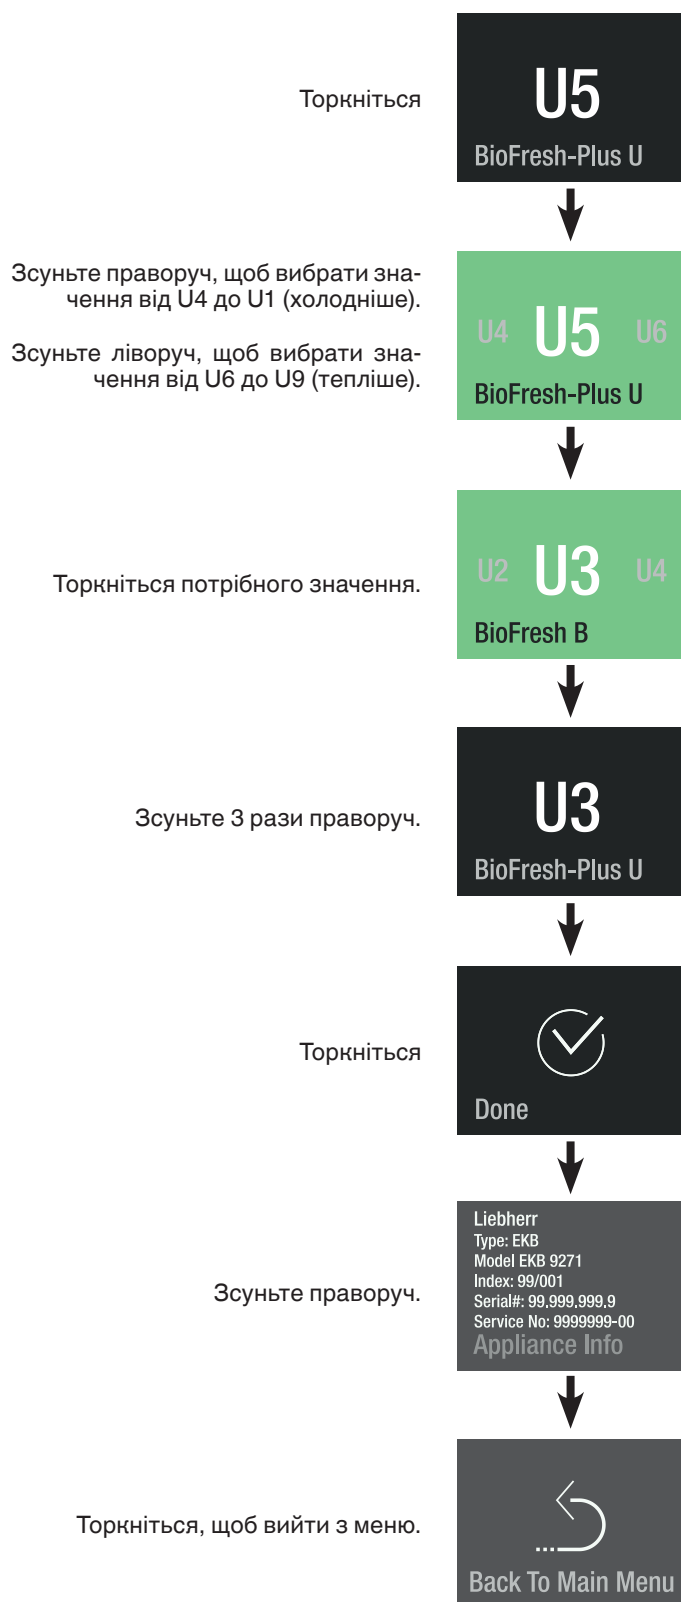 Торкніться
U5
BioFresh-Plus U
Зсуньте праворуч, щоб вибрати зна-
чення від U4 до U1 (холодніше).
Зсуньте ліворуч, щоб вибрати зна-
чення від U6 до U9 (тепліше).
U4 U5 U6
BioFresh-Plus U
Торкніться потрібного значення.
U2 U3 U4
BioFresh B
Зсуньте 3 рази праворуч.
U3
BioFresh-Plus U
Торкніться
Done
Зсуньте праворуч.
Liebherr
Type: EKB
Model EKB 9271
Index: 99/001
Serial#: 99.999.999.9
Service No: 9999999-00
Appliance Info
Торкніться, щоб вийти з меню.
Back To Main Menu